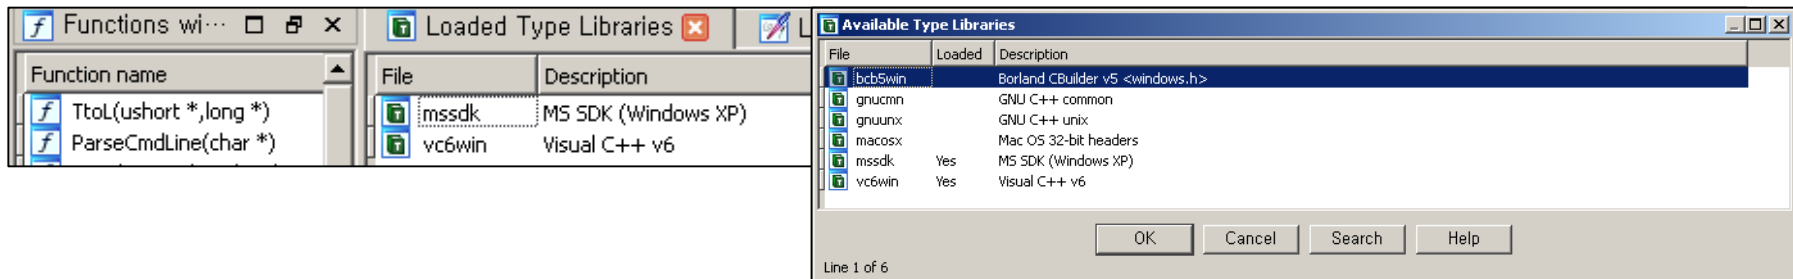 Functions wi...
Function name
TtoL(ushort *,long *)
ParseCmdLine(char *)
Loaded Type Libraries
L
File Description
mssdk MS SDK (Windows XP)
vc6win Visual C++ v6
Available Type Libraries
File Loaded Description
bcb5win Borland CBuilder v5 <windows.h>
gnucmn GNU C++ common
gnuunx GNU C++ unix
macosx Mac OS 32-bit headers
mssdk Yes MS SDK (Windows XP)
vc6win Yes Visual C++ v6
OK Cancel Search Help
Line 1 of 6